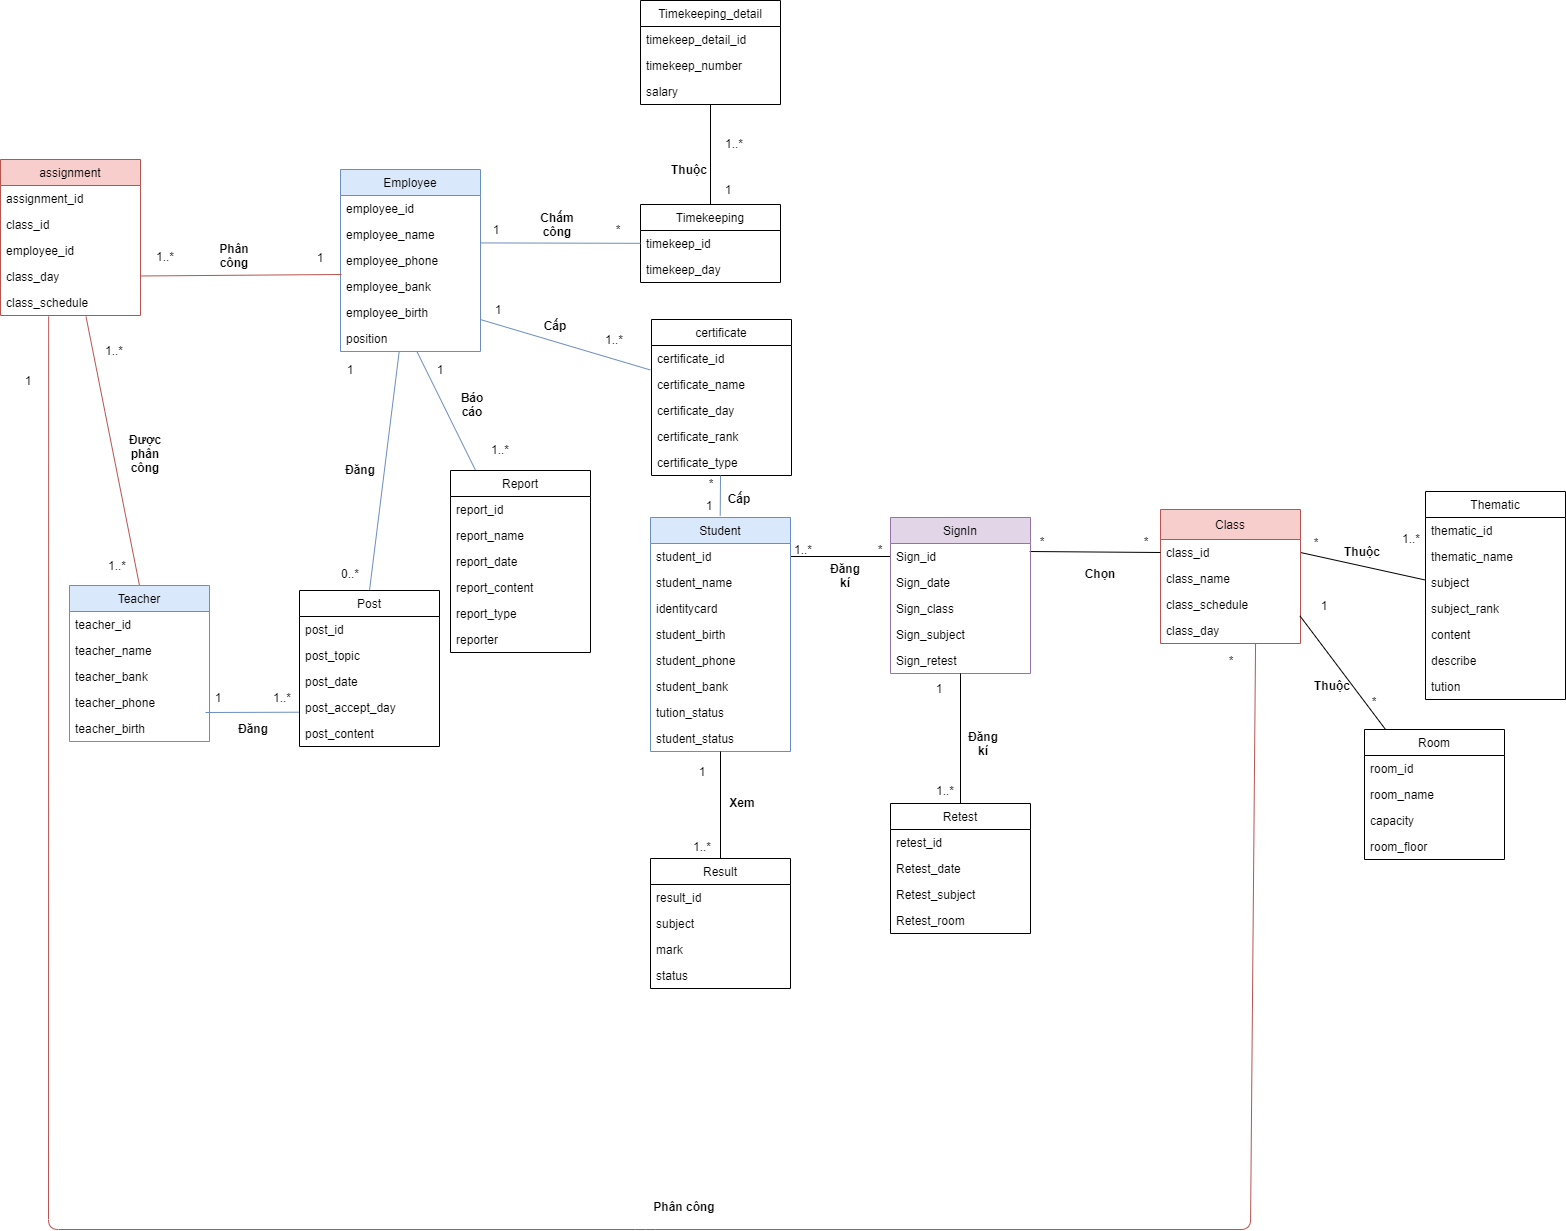 Timekeeping_detail
timekeep_detail_id
timekeep_number
salary
1..*
Thuộc
1
Timekeeping
timekeep_id
timekeep_day
assignment
assignment_id
class_id
employee_id
class_day
class_schedule
1..*
Phân
công
1
Employee
employee_id
employee_name
employee_phone
employee_bank
employee_birth
position
1
Chấm
công
*
1
Cấp
1..*
certificate
certificate_id
certificate_name
certificate_day
certificate_rank
certificate_type
*
Cấp
1
1
1..*
Được
phân
công
1..*
1
Đăng
0..*
1
Báo
cáo
1..*
Report
report_id
report_name
report_date
report_content
report_type
reporter
Teacher
teacher_id
teacher_name
teacher_bank
teacher_phone
teacher_birth
1
1..*
Đăng
Post
post_id
post_topic
post_date
post_accept_day
post_content
Student
student_id
student_name
identitycard
student_birth
student_phone
student_bank
tution_status
student_status
1..*
*
Đăng
kí
SignIn
Sign_id
Sign_date
Sign_class
Sign_subject
Sign_retest
*
*
Chọn
Class
class_id
class_name
class_schedule
class_day
*
Thuộc
1..*
Thematic
thematic_id
thematic_name
subject
subject_rank
content
describe
tution
1
Thuộc
*
Room
room_id
room_name
capacity
room_floor
*
1
Đăng
kí
1..*
Retest
retest_id
Retest_date
Retest_subject
Retest_room
1
Xem
1..*
Result
result_id
subject
mark
status
Phân công